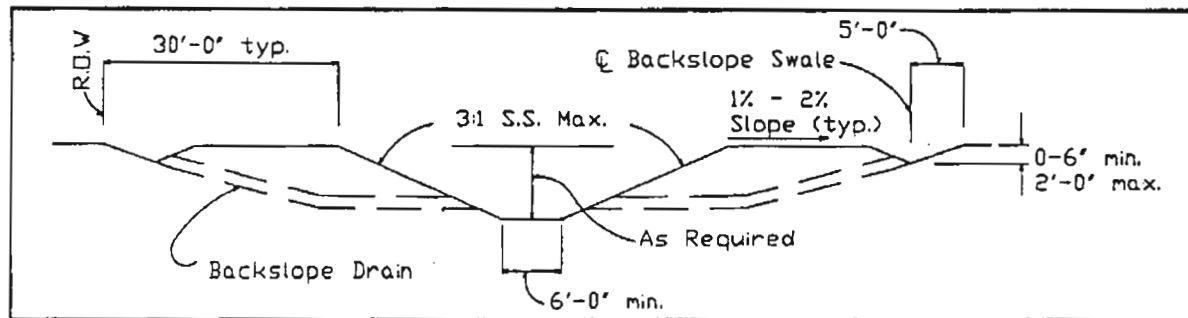 R.O.W
30'-0" typ.
5'-0"
℄ Backslope Swale
1% - 2%
Slope (typ.)
3:1 S.S. Max.
0-6" min.
2'-0" max.
As Required
Backslope Drain
6'-0" min.